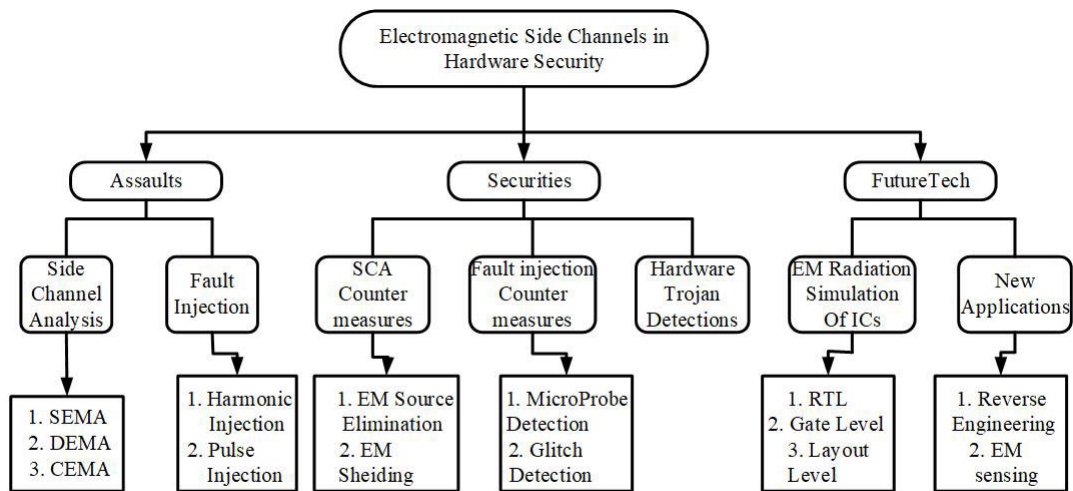 Electromagnetic Side Channels in
Hardware Security
Assaults
Securities
FutureTech
Side
Channel
Analysis
Fault
Injection
SCA
Counter
measures
Fault injection
Counter
measures
Hardware
Trojan
Detections
EM Radiation
Simulation
Of ICs
New
Applications
1. SEMA
2. DEMA
3. CEMA
1. Harmonic
Injection
2. Pulse
Injection
1. EM Source
Elimination
2. EM
Sheiding
1. MicroProbe
Detection
2. Glitch
Detection
1. RTL
2. Gate Level
3. Layout
Level
1. Reverse
Engineering
2. EM
sensing